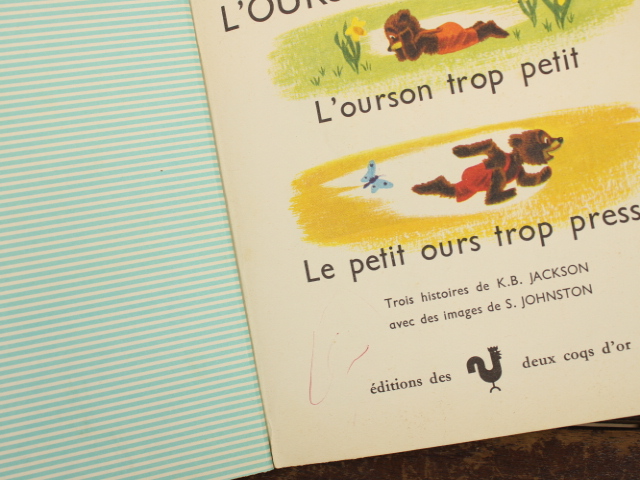 L'ourson trop petit
Le petit ours trop
Trois histoires de K.B. JACKSON
avec des images de S. JOHNSTON
éditions des deux coqs d'or